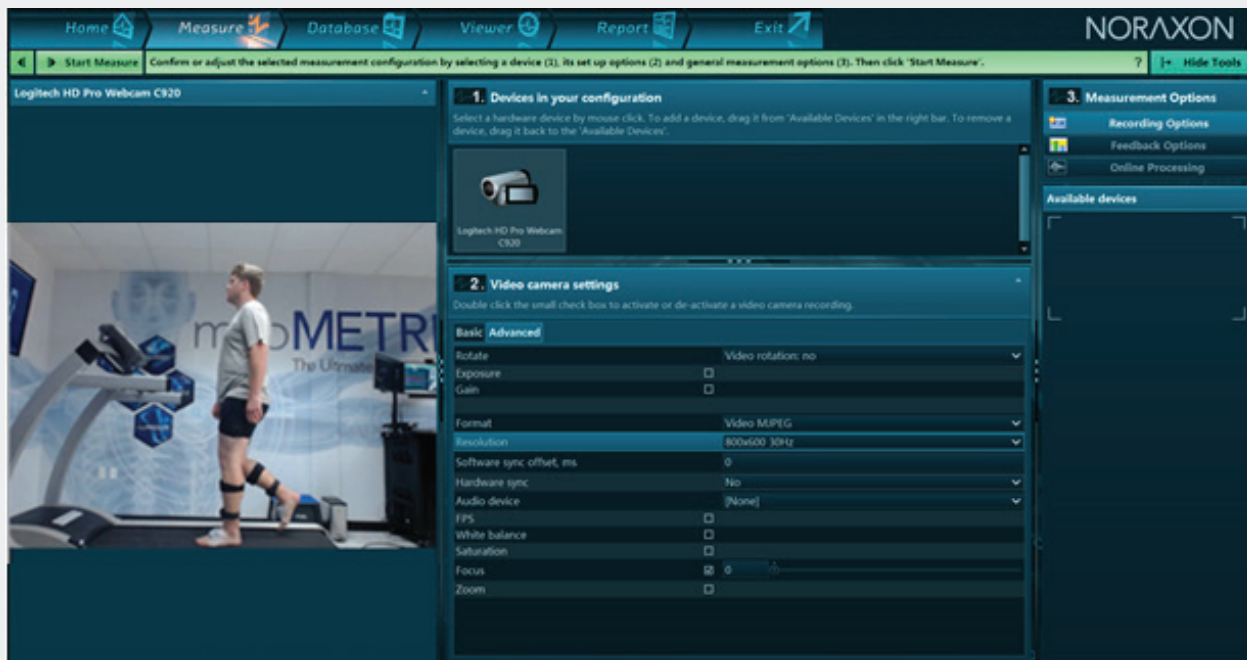 Home
Measure
Database
Viewer
Report
Exit
NORAXON
Start Measure
Confirm or adjust the selected measurement configuration by selecting a device (1), its set up options (2) and general measurement options (3). Then click 'Start Measure'.
?
Hide Tools
Logitech HD Pro Webcam C920
METRI
The Ultimate
1. Devices in your configuration
Select a hardware device by mouse click. To add a device, drag it from 'Available Devices' in the right bar. To remove a
device, drag it back to the 'Available Devices'.
Logitech HD Pro Webcam
C920
2. Video camera settings
Double click the small check box to activate or de-activate a video camera recording.
Basic Advanced
Rotate Video rotation: no
Exposure
Gain
Format Video MJPEG
Resolution 800x600 30Hz
Software sync offset, ms 0
Hardware sync No
Audio device [None]
FPS
White balance
Saturation
Focus 0
Zoom
3. Measurement Options
Recording Options
Feedback Options
Online Processing
Available devices